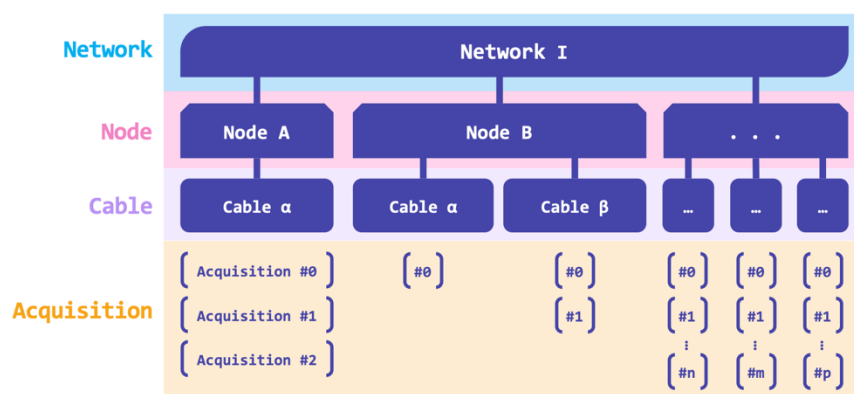 Network
Network I
Node
Node A
Node B
. . .
Cable
Cable α
Cable α
Cable β
...
...
...
Acquisition
Acquisition #0
#0
#0
#0
#0
#0
Acquisition #1
#1
#1
#1
#1
Acquisition #2
⋮
⋮
⋮
#n
#m
#p